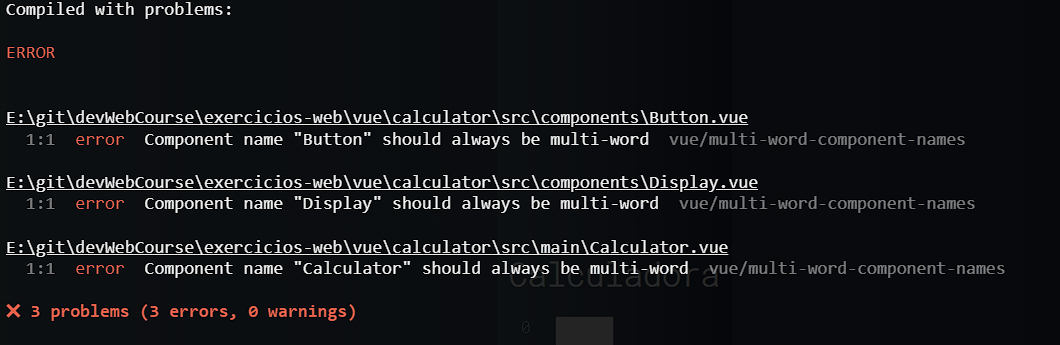 Compiled with problems:
ERROR
E:\git\devWebCourse\exercicios-web\vue\calculator\src\components\Button.vue
1:1  error  Component name "Button" should always be multi-word  vue/multi-word-component-names
E:\git\devWebCourse\exercicios-web\vue\calculator\src\components\Display.vue
1:1  error  Component name "Display" should always be multi-word  vue/multi-word-component-names
E:\git\devWebCourse\exercicios-web\vue\calculator\src\main\Calculator.vue
1:1  error  Component name "Calculator" should always be multi-word  vue/multi-word-component-names
Calculadora
❌ 3 problems (3 errors, 0 warnings)
0